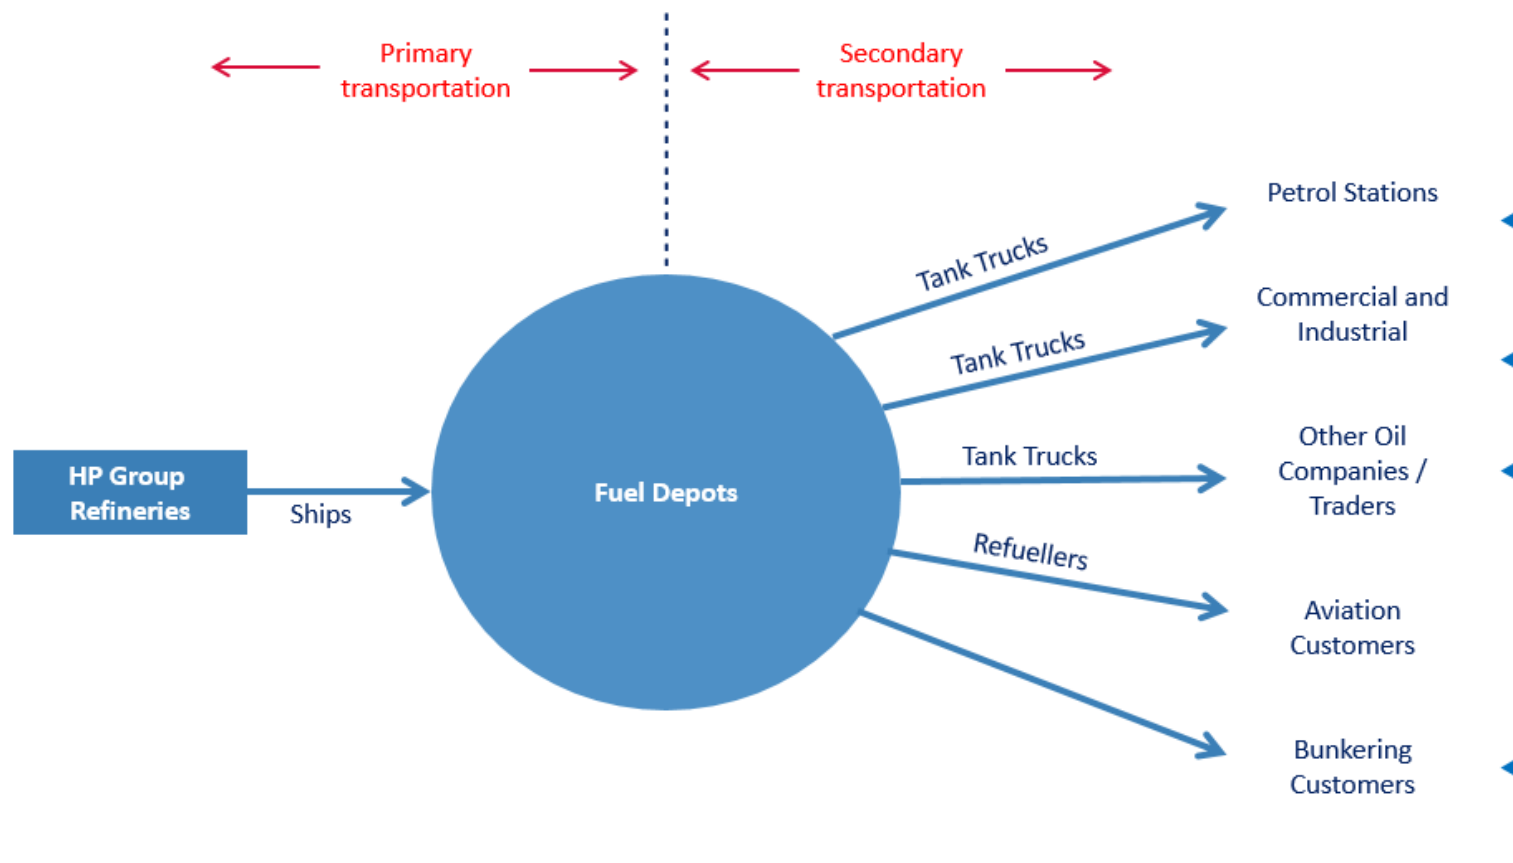 Primary
transportation
Secondary
transportation
Petrol Stations
Tank Trucks
Commercial and
Industrial
Tank Trucks
Other Oil
Companies /
Traders
Tank Trucks
HP Group
Refineries
Ships
Fuel Depots
Refuellers
Aviation
Customers
Bunkering
Customers